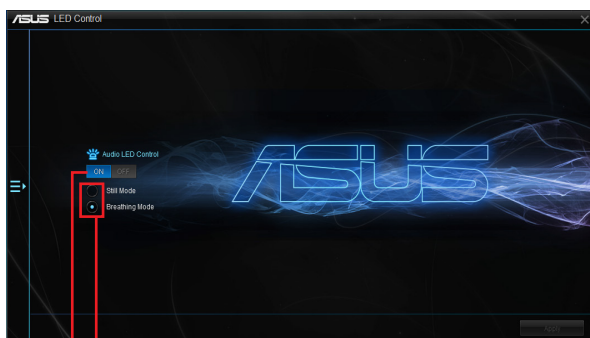 ASUS LED Control
Audio LED Control
ON OFF
Still Mode
Breathing Mode
ASUS
Apply